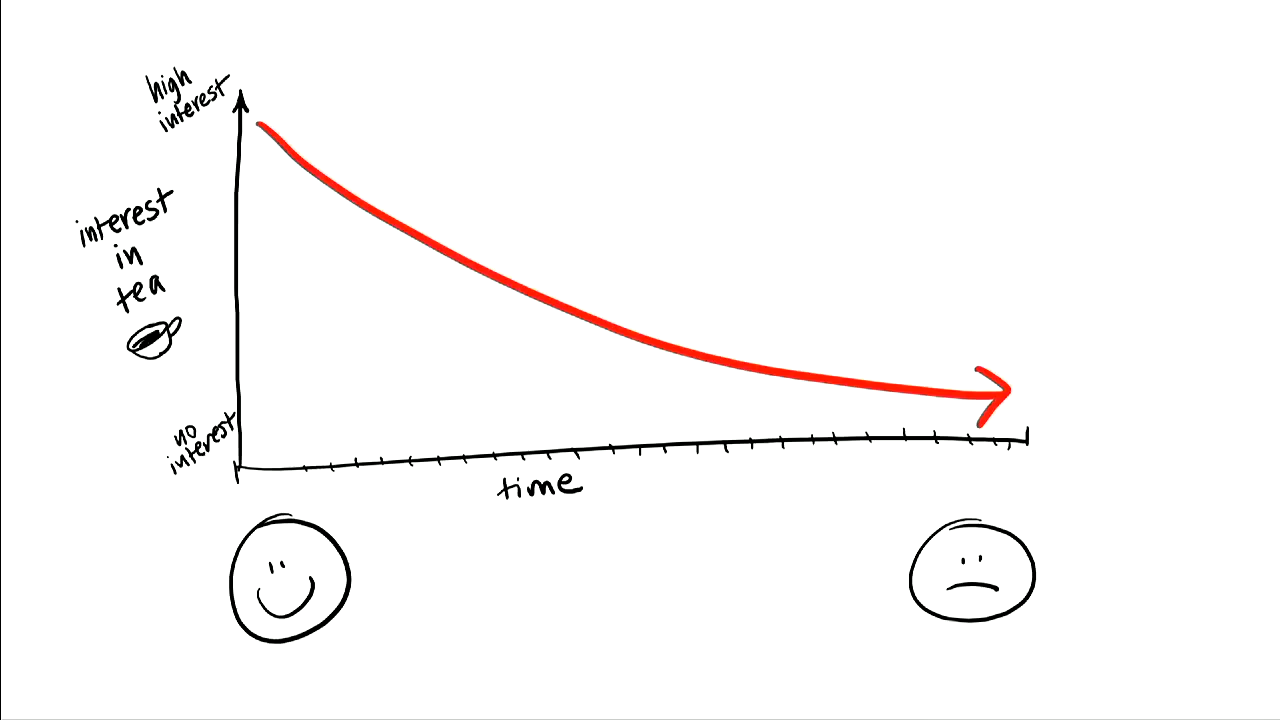 high
interest
interest
in
tea
no
interest
time